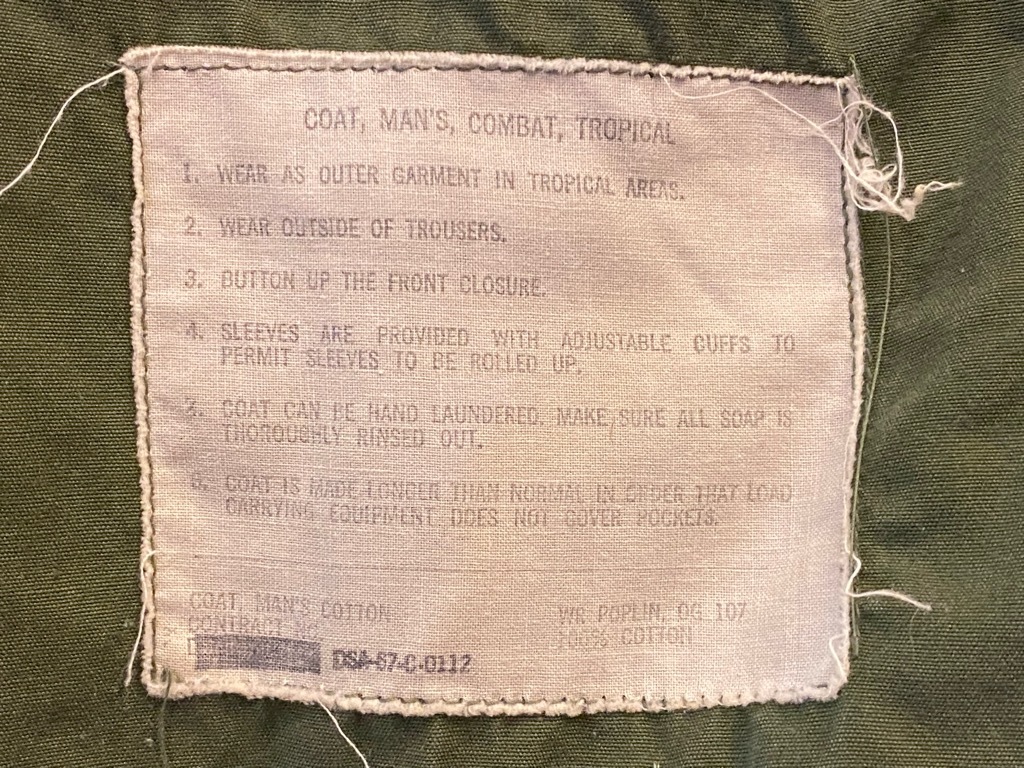 COAT, MAN'S, COMBAT, TROPICAL
1. WEAR AS OUTER GARMENT IN TROPICAL AREAS.
2. WEAR OUTSIDE OF TROUSERS.
3. BUTTON UP THE FRONT CLOSURE.
4. SLEEVES ARE PROVIDED WITH ADJUSTABLE CUFFS TO
PERMIT SLEEVES TO BE ROLLED UP.
COAT CAN BE HAND LAUNDERED. MAKE SURE ALL SOAP IS
THOROUGHLY RINSED OUT.
COAT IS MADE LONGER THAN NORMAL IN ORDER THAT LOAD
CARRYING EQUIPMENT DOES NOT COVER POCKETS.
COAT, MAN'S COTTON WR POPLIN, OG 107
CONTRACT NO. 100% COTTON
DSA-67-C-0112